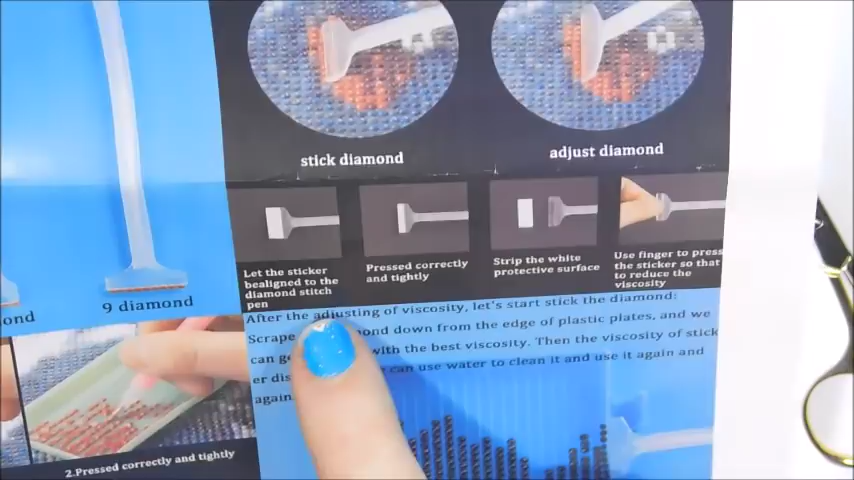 stick diamond
adjust diamond
Let the sticker
bealigned to the
diamond stitch
pen
Pressed correctly
and tightly
Strip the white
protective surface
Use finger to press
the sticker so that
to reduce the
viscosity
ond
9 diamond
After the adjusting of viscosity, let's start stick the diamond:
Scrape ond down from the edge of plastic plates, and we
can with the best viscosity. Then the viscosity of stick
er can use water to clean it and use it again and
again
2.Pressed correctly and tightly